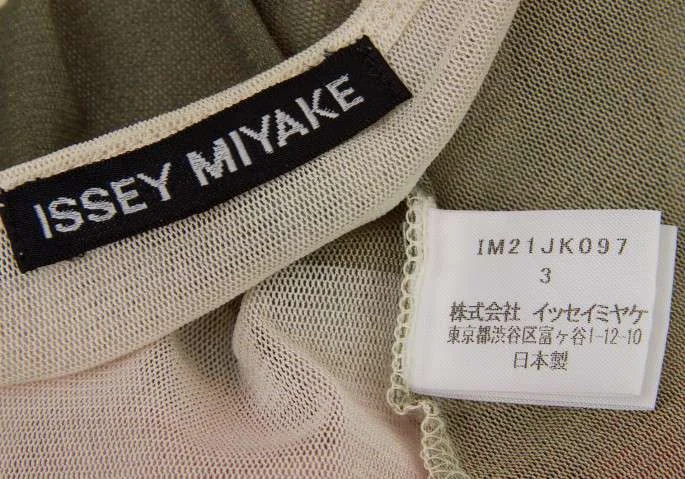 ISSEY MIYAKE
IM21JK097
3
株式会社 イッセイミヤケ
東京都渋谷区富ヶ谷1-12-10
日本製